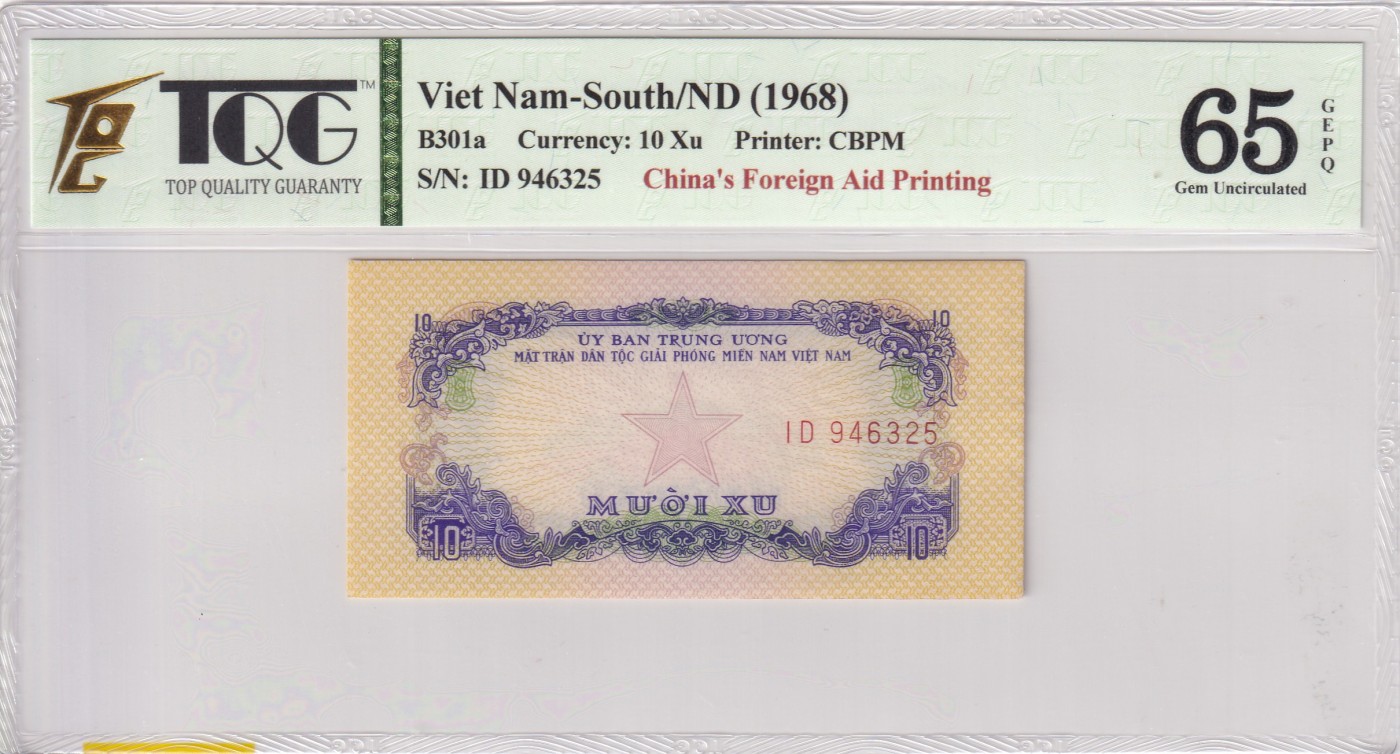 TQG™
TOP QUALITY GUARANTY
Viet Nam-South/ND (1968)
B301a Currency: 10 Xu Printer: CBPM
S/N: ID 946325 China's Foreign Aid Printing
65
GEPQ
Gem Uncirculated
10 10
ỦY BAN TRUNG ƯƠNG
MẶT TRẬN DÂN TỘC GIẢI PHÓNG MIỀN NAM VIỆT NAM
ID 946325
MƯỜI XU
10 10